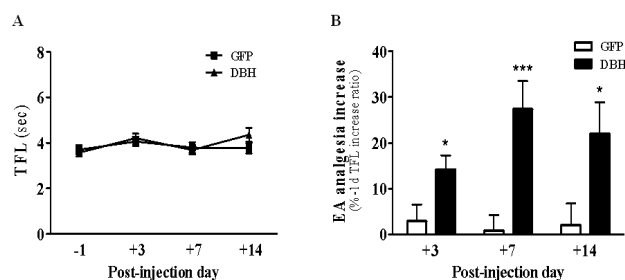 A
GFP
DBH
TFL (sec)
8
6
4
2
0
-1
+3
+7
+14
Post-injection day
B
GFP
DBH
EA analgesia increase
(% -1d TFL increase ratio)
40
30
20
10
0
*
***
*
+3
+7
+14
Post-injection day